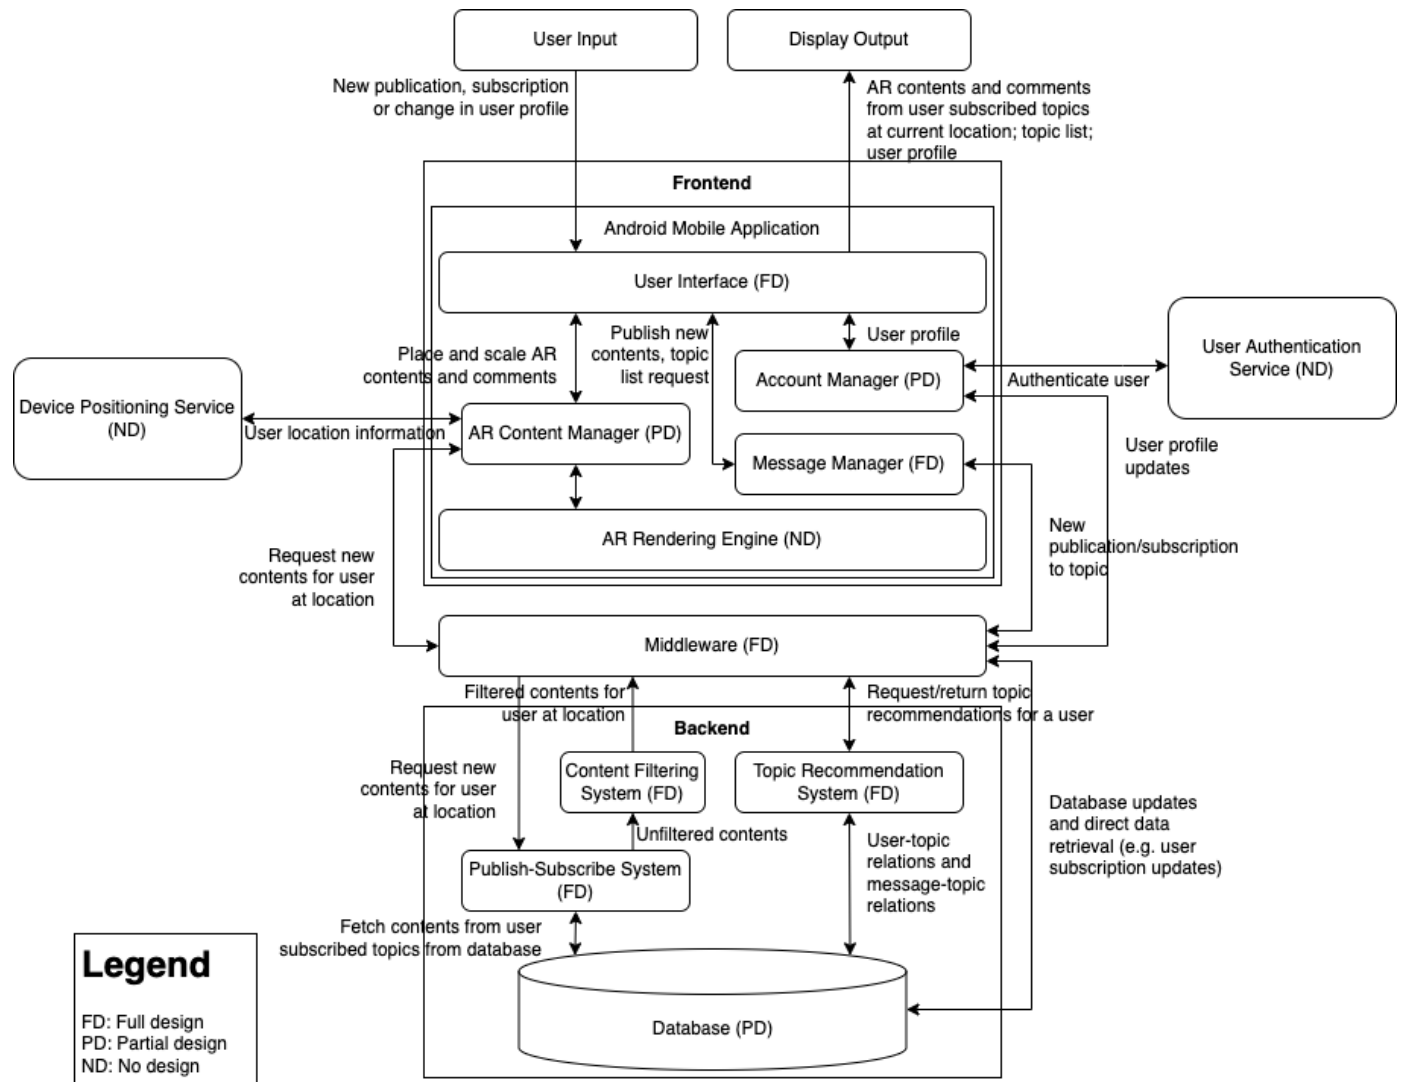 User Input
Display Output
New publication, subscription
or change in user profile
AR contents and comments
from user subscribed topics
at current location; topic list;
user profile
Frontend
Android Mobile Application
User Interface (FD)
Place and scale AR
contents and comments
Publish new
contents, topic
list request
User profile
Account Manager (PD)
Authenticate user
User Authentication
Service (ND)
Device Positioning Service
(ND)
User location information
AR Content Manager (PD)
Message Manager (FD)
User profile
updates
AR Rendering Engine (ND)
Request new
contents for user
at location
New
publication/subscription
to topic
Middleware (FD)
Filtered contents for
user at location
Request/return topic
recommendations for a user
Backend
Request new
contents for user
at location
Content Filtering
System (FD)
Topic Recommendation
System (FD)
Unfiltered contents
Publish-Subscribe System
(FD)
User-topic
relations and
message-topic
relations
Database updates
and direct data
retrieval (e.g. user
subscription updates)
Fetch contents from user
subscribed topics from database
Database (PD)
Legend
FD: Full design
PD: Partial design
ND: No design